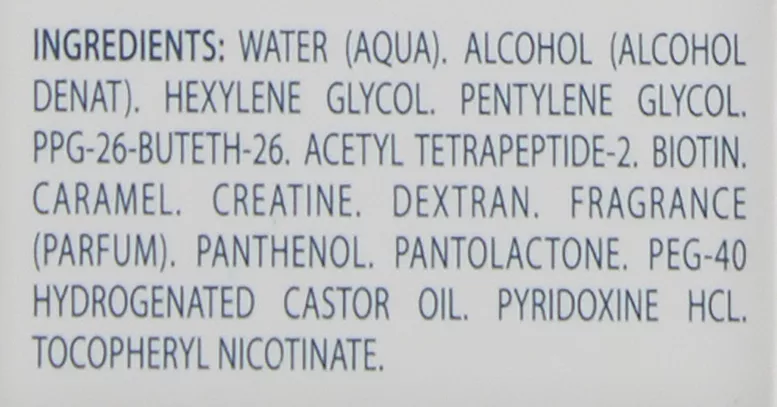 INGREDIENTS: WATER (AQUA). ALCOHOL (ALCOHOL
DENAT). HEXYLENE GLYCOL. PENTYLENE GLYCOL.
PPG-26-BUTETH-26. ACETYL TETRAPEPTIDE-2. BIOTIN.
CARAMEL. CREATINE. DEXTRAN. FRAGRANCE
(PARFUM). PANTHENOL. PANTOLACTONE. PEG-40
HYDROGENATED CASTOR OIL. PYRIDOXINE HCL.
TOCOPHERYL NICOTINATE.